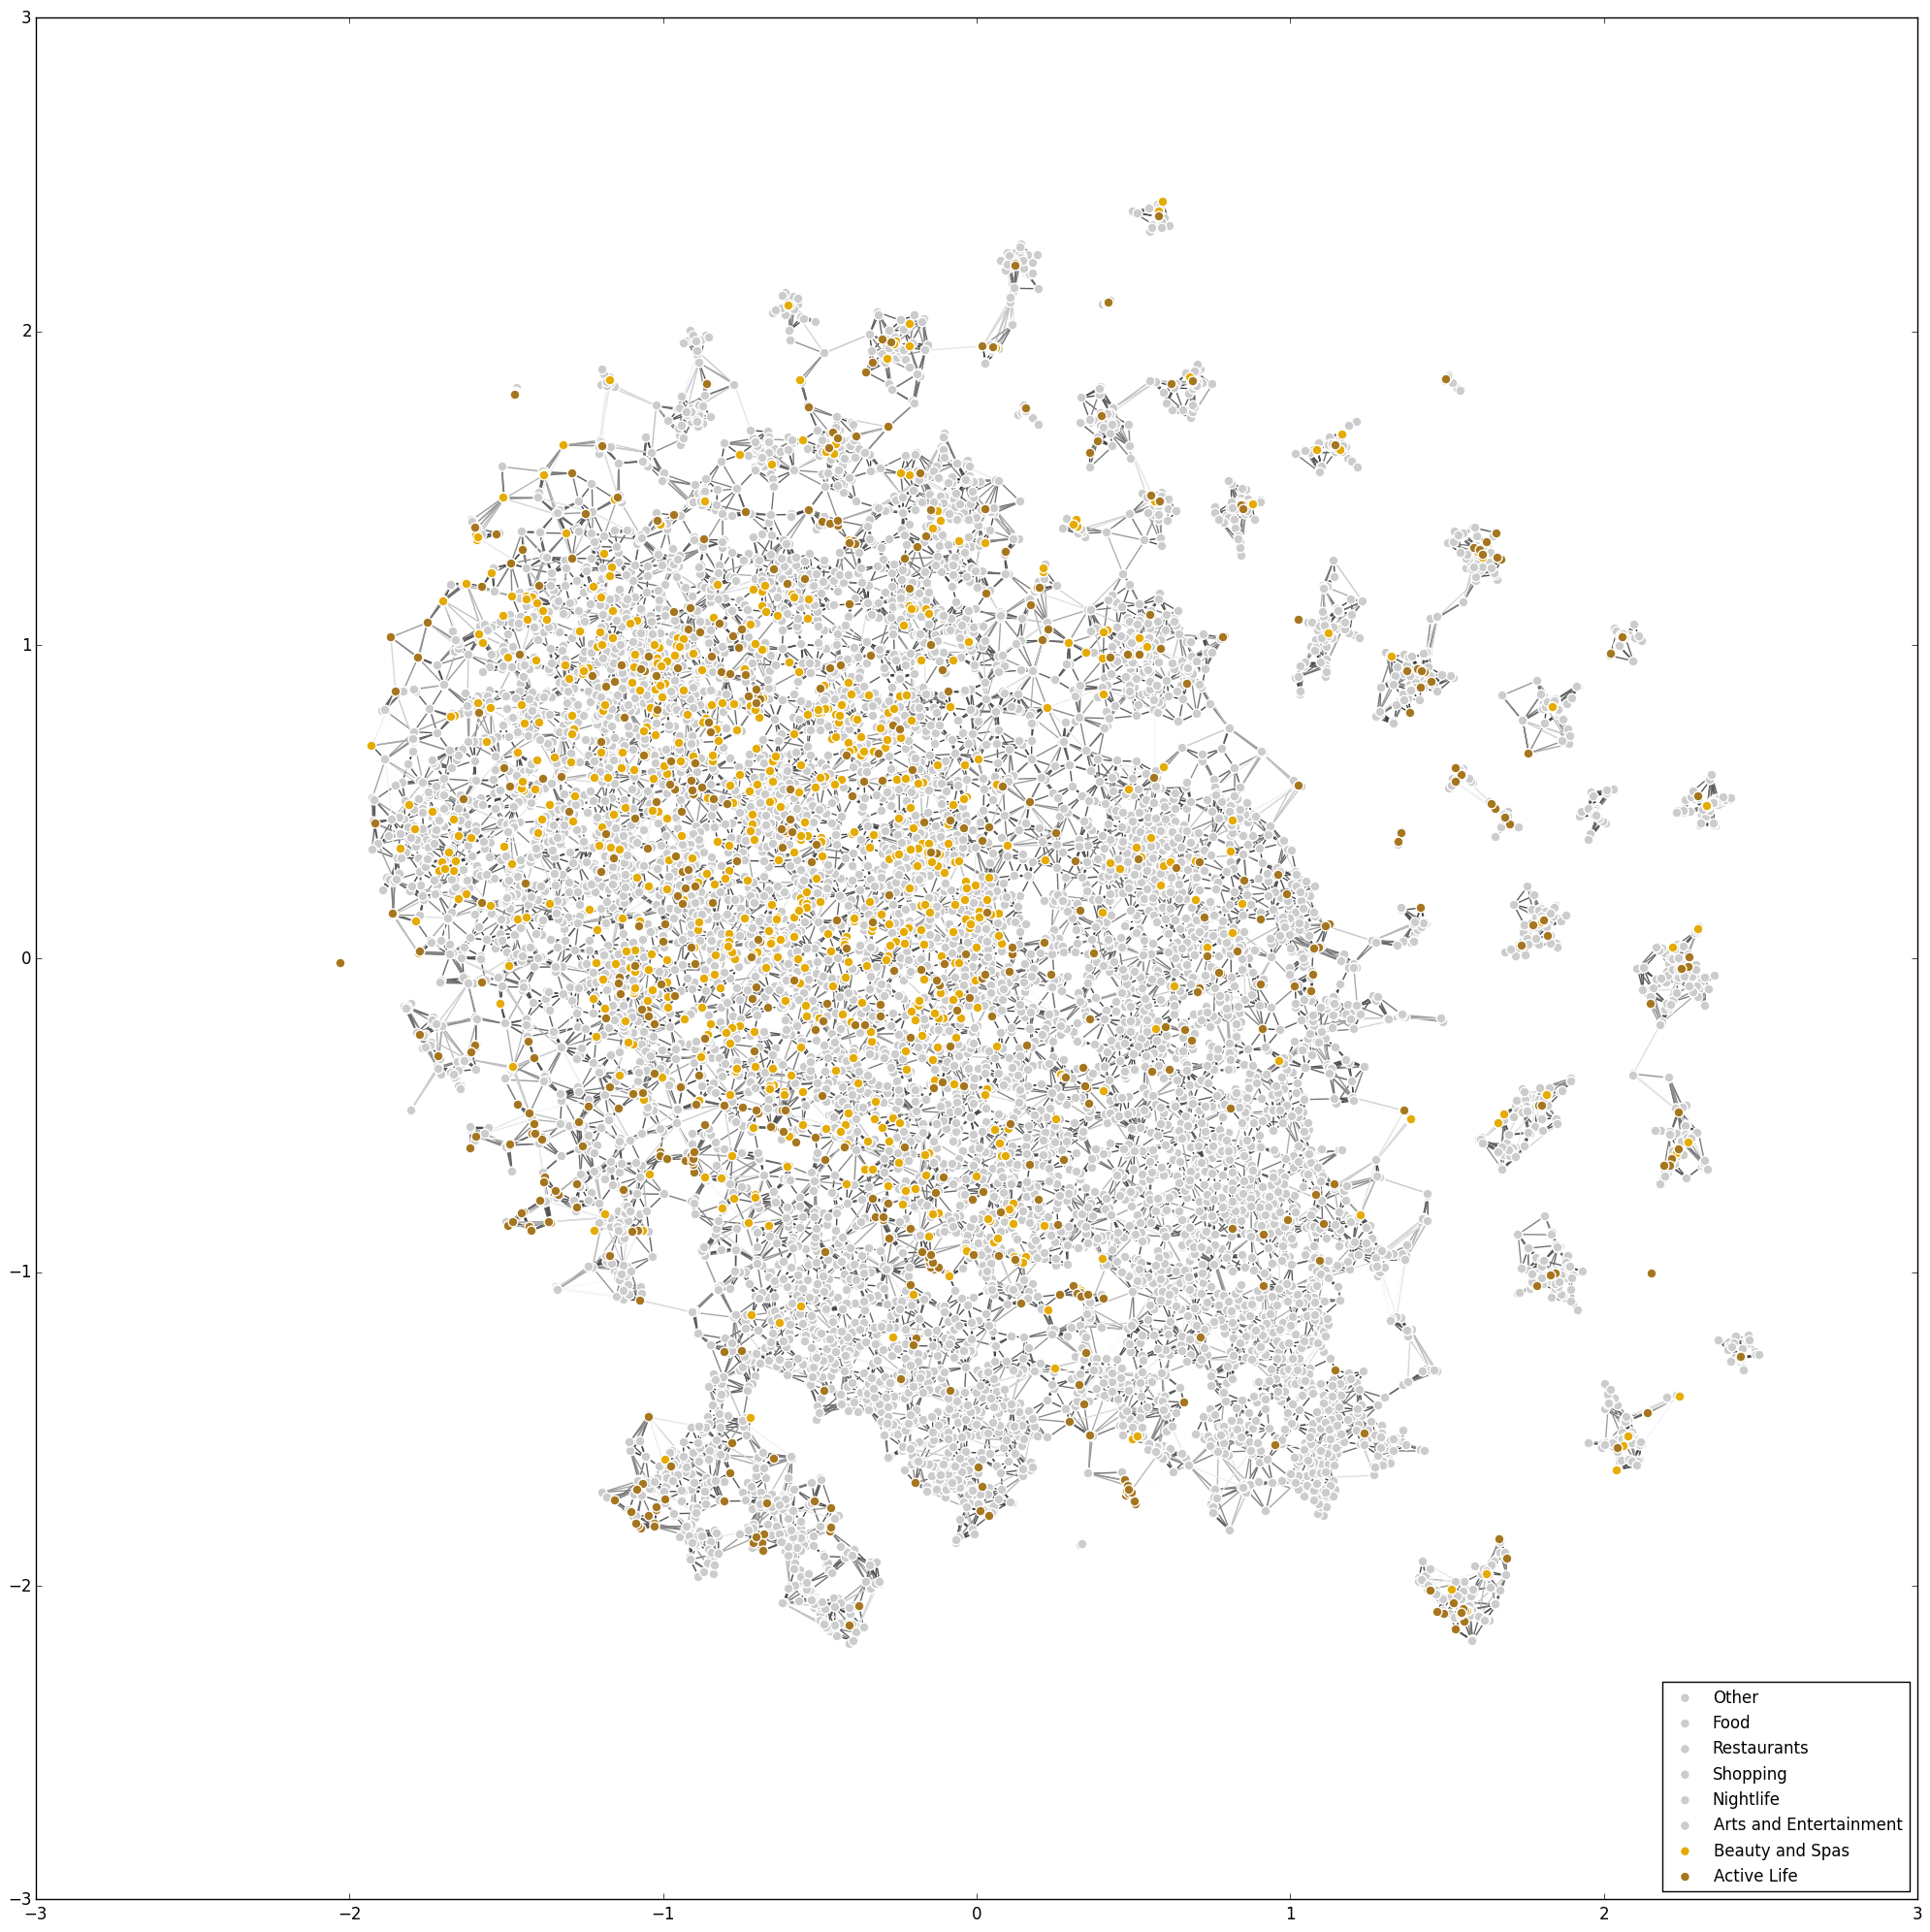 3
2
1
0
−1
−2
−3
−3
−2
−1
0
1
2
3
Other
Food
Restaurants
Shopping
Nightlife
Arts and Entertainment
Beauty and Spas
Active Life